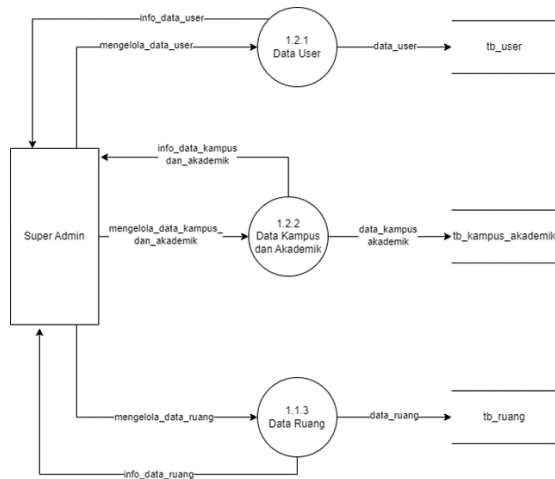 info_data_user
mengelola_data_user
1.2.1
Data User
data_user
tb_user
info_data_kampus
dan_akademik
Super Admin
mengelola_data_kampus_
dan_akademik
1.2.2
Data Kampus
dan Akademik
data_kampus
akademik
tb_kampus_akademik
mengelola_data_ruang
1.1.3
Data Ruang
data_ruang
tb_ruang
info_data_ruang